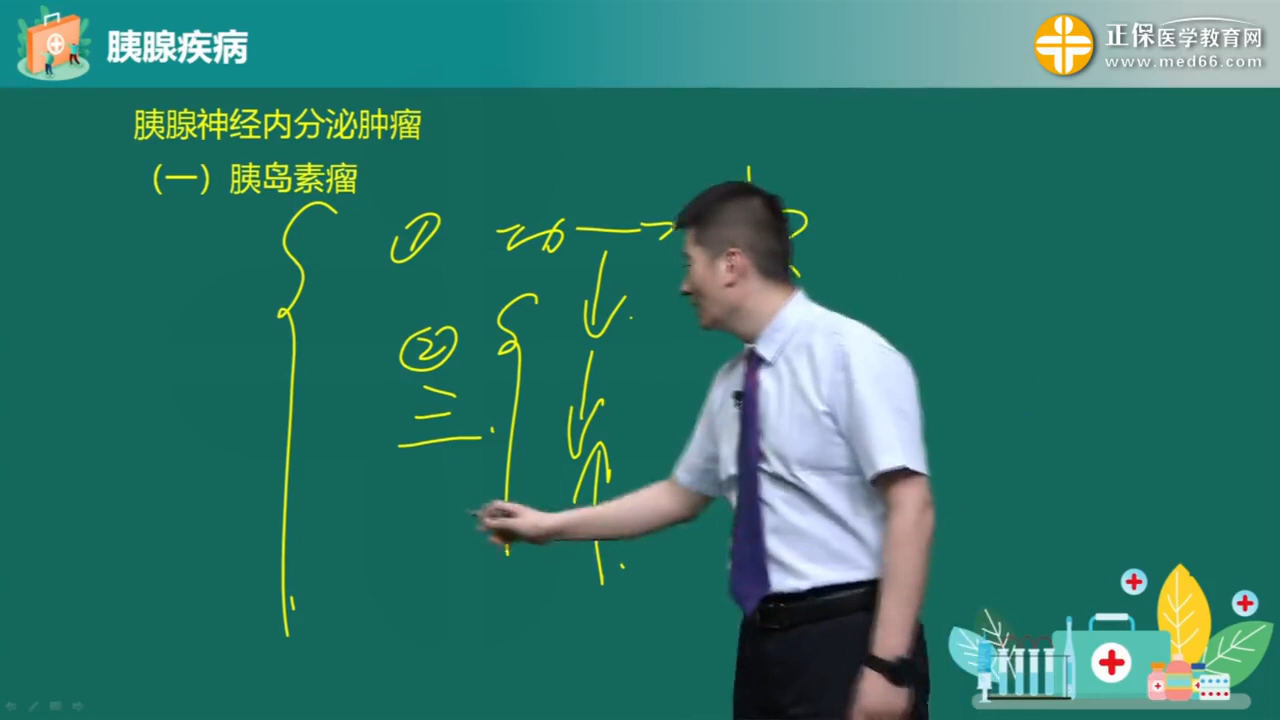 胰腺疾病
正保医学教育网
www.med66.com
胰腺神经内分泌肿瘤
（一）胰岛素瘤
①
②
三